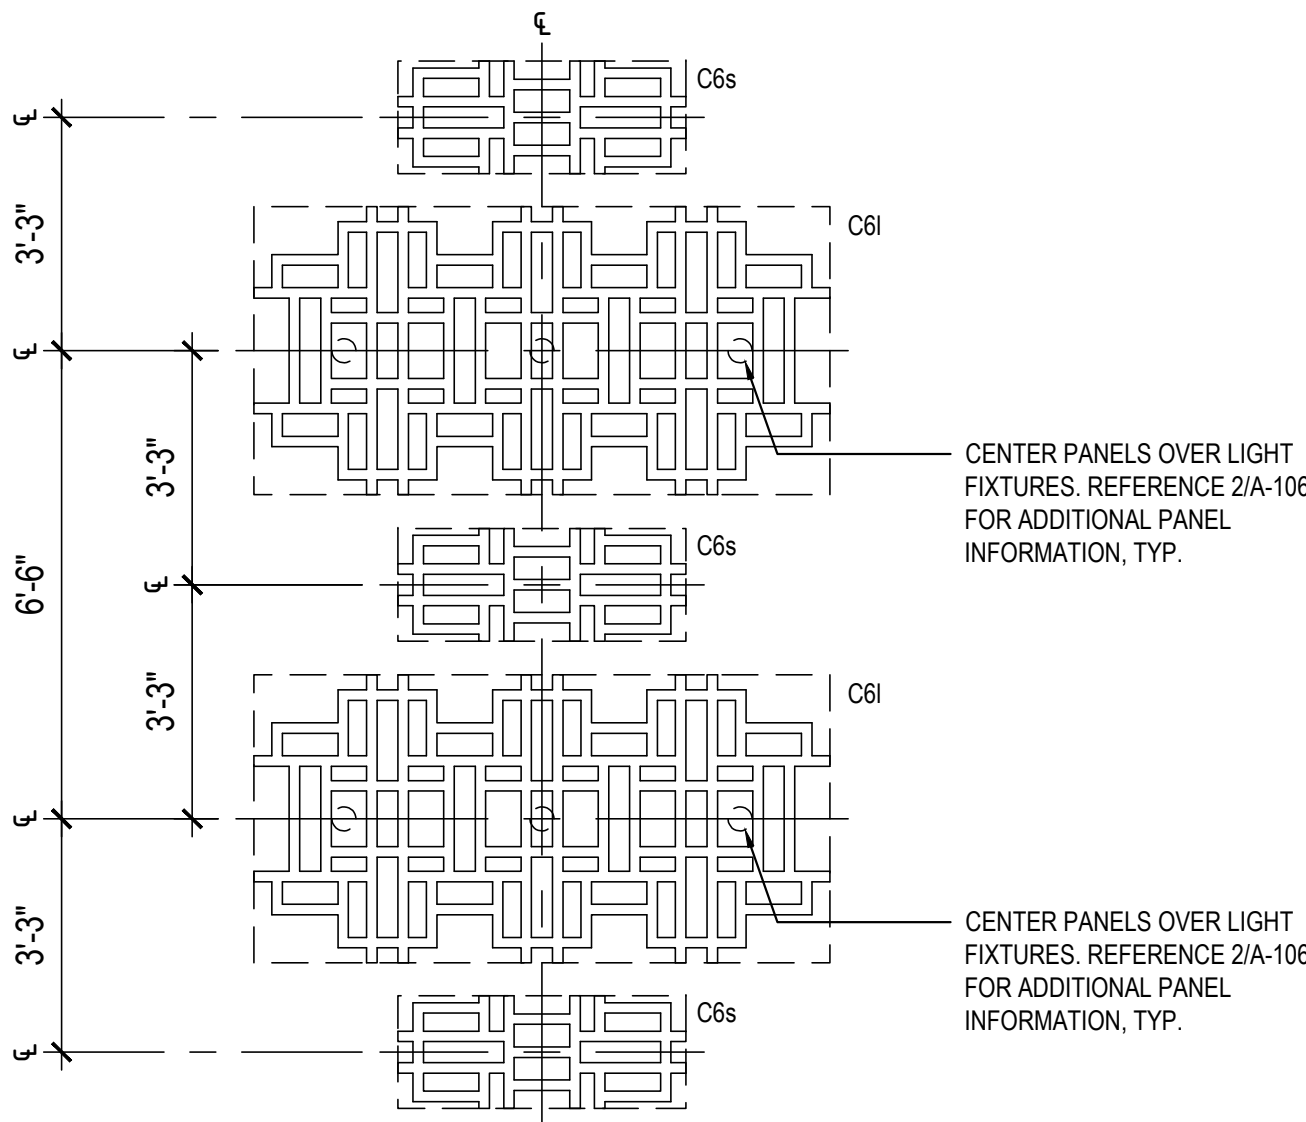 ℄
C6s
℄
3'-3"
C6l
℄
3'-3"
CENTER PANELS OVER LIGHT
FIXTURES. REFERENCE 2/A-106
FOR ADDITIONAL PANEL
INFORMATION, TYP.
C6s
6'-6"
℄
3'-3"
C6l
℄
3'-3"
CENTER PANELS OVER LIGHT
FIXTURES. REFERENCE 2/A-106
FOR ADDITIONAL PANEL
INFORMATION, TYP.
C6s
℄